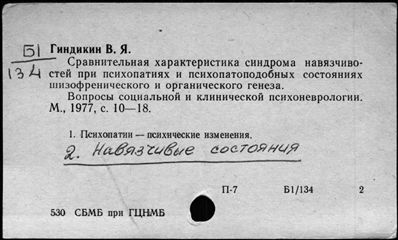 Б1
134
Гиндикин В. Я.
Сравнительная характеристика синдрома навязчиво-
стей при психопатиях и психопатоподобных состояниях
шизофренического и органического генеза.
Вопросы социальной и клинической психоневрологии.
М., 1977, с. 10—18.
1. Психопатии — психические изменения.
2. Навязчивые состояния
П-7 Б1/134 2
530 СБМБ при ГЦНМБ